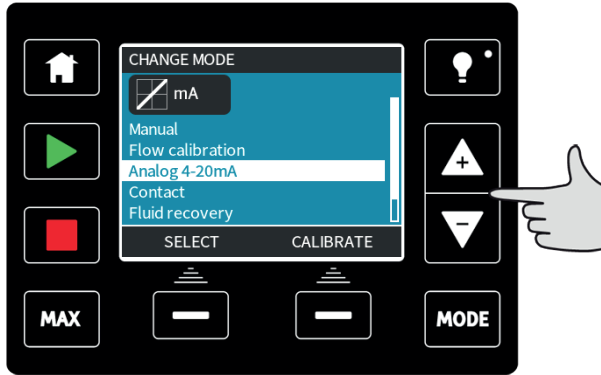 CHANGE MODE
mA
Manual
Flow calibration
Analog 4-20mA
Contact
Fluid recovery
SELECT CALIBRATE
+
-
MAX
MODE